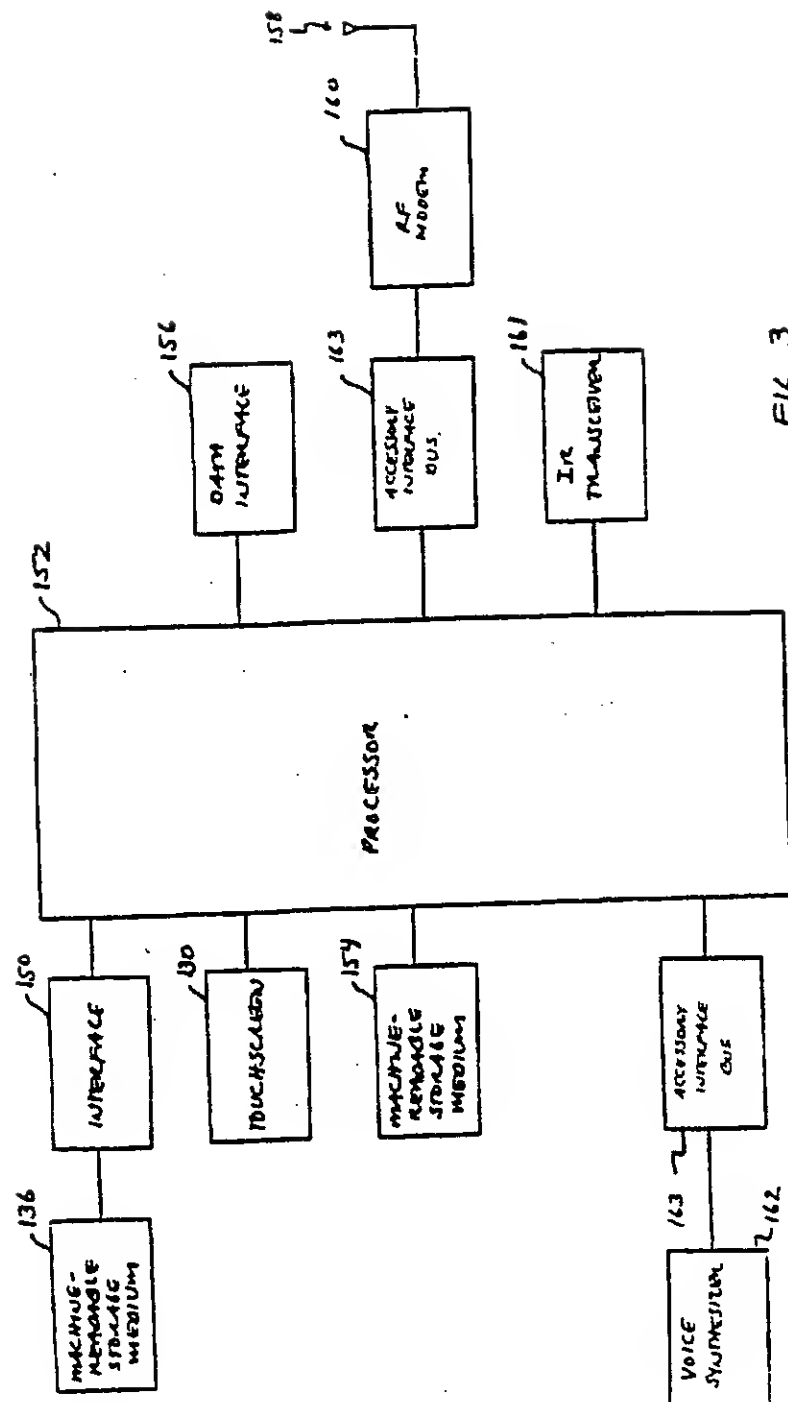 136
MACHINE-
READABLE
STORAGE
MEDIUM
150
INTERFACE
130
TOUCHSCREEN
154
MACHINE-
READABLE
STORAGE
MEDIUM
VOICE
SYNTHESIZER
162
163
ACCESSORY
INTERFACE
BUS
PROCESSOR
152
DATA
INTERFACE
156
ACCESSORY
INTERFACE
BUS.
163
IR
TRANSCEIVER
161
RF
MODEM
160
158
FIG. 3